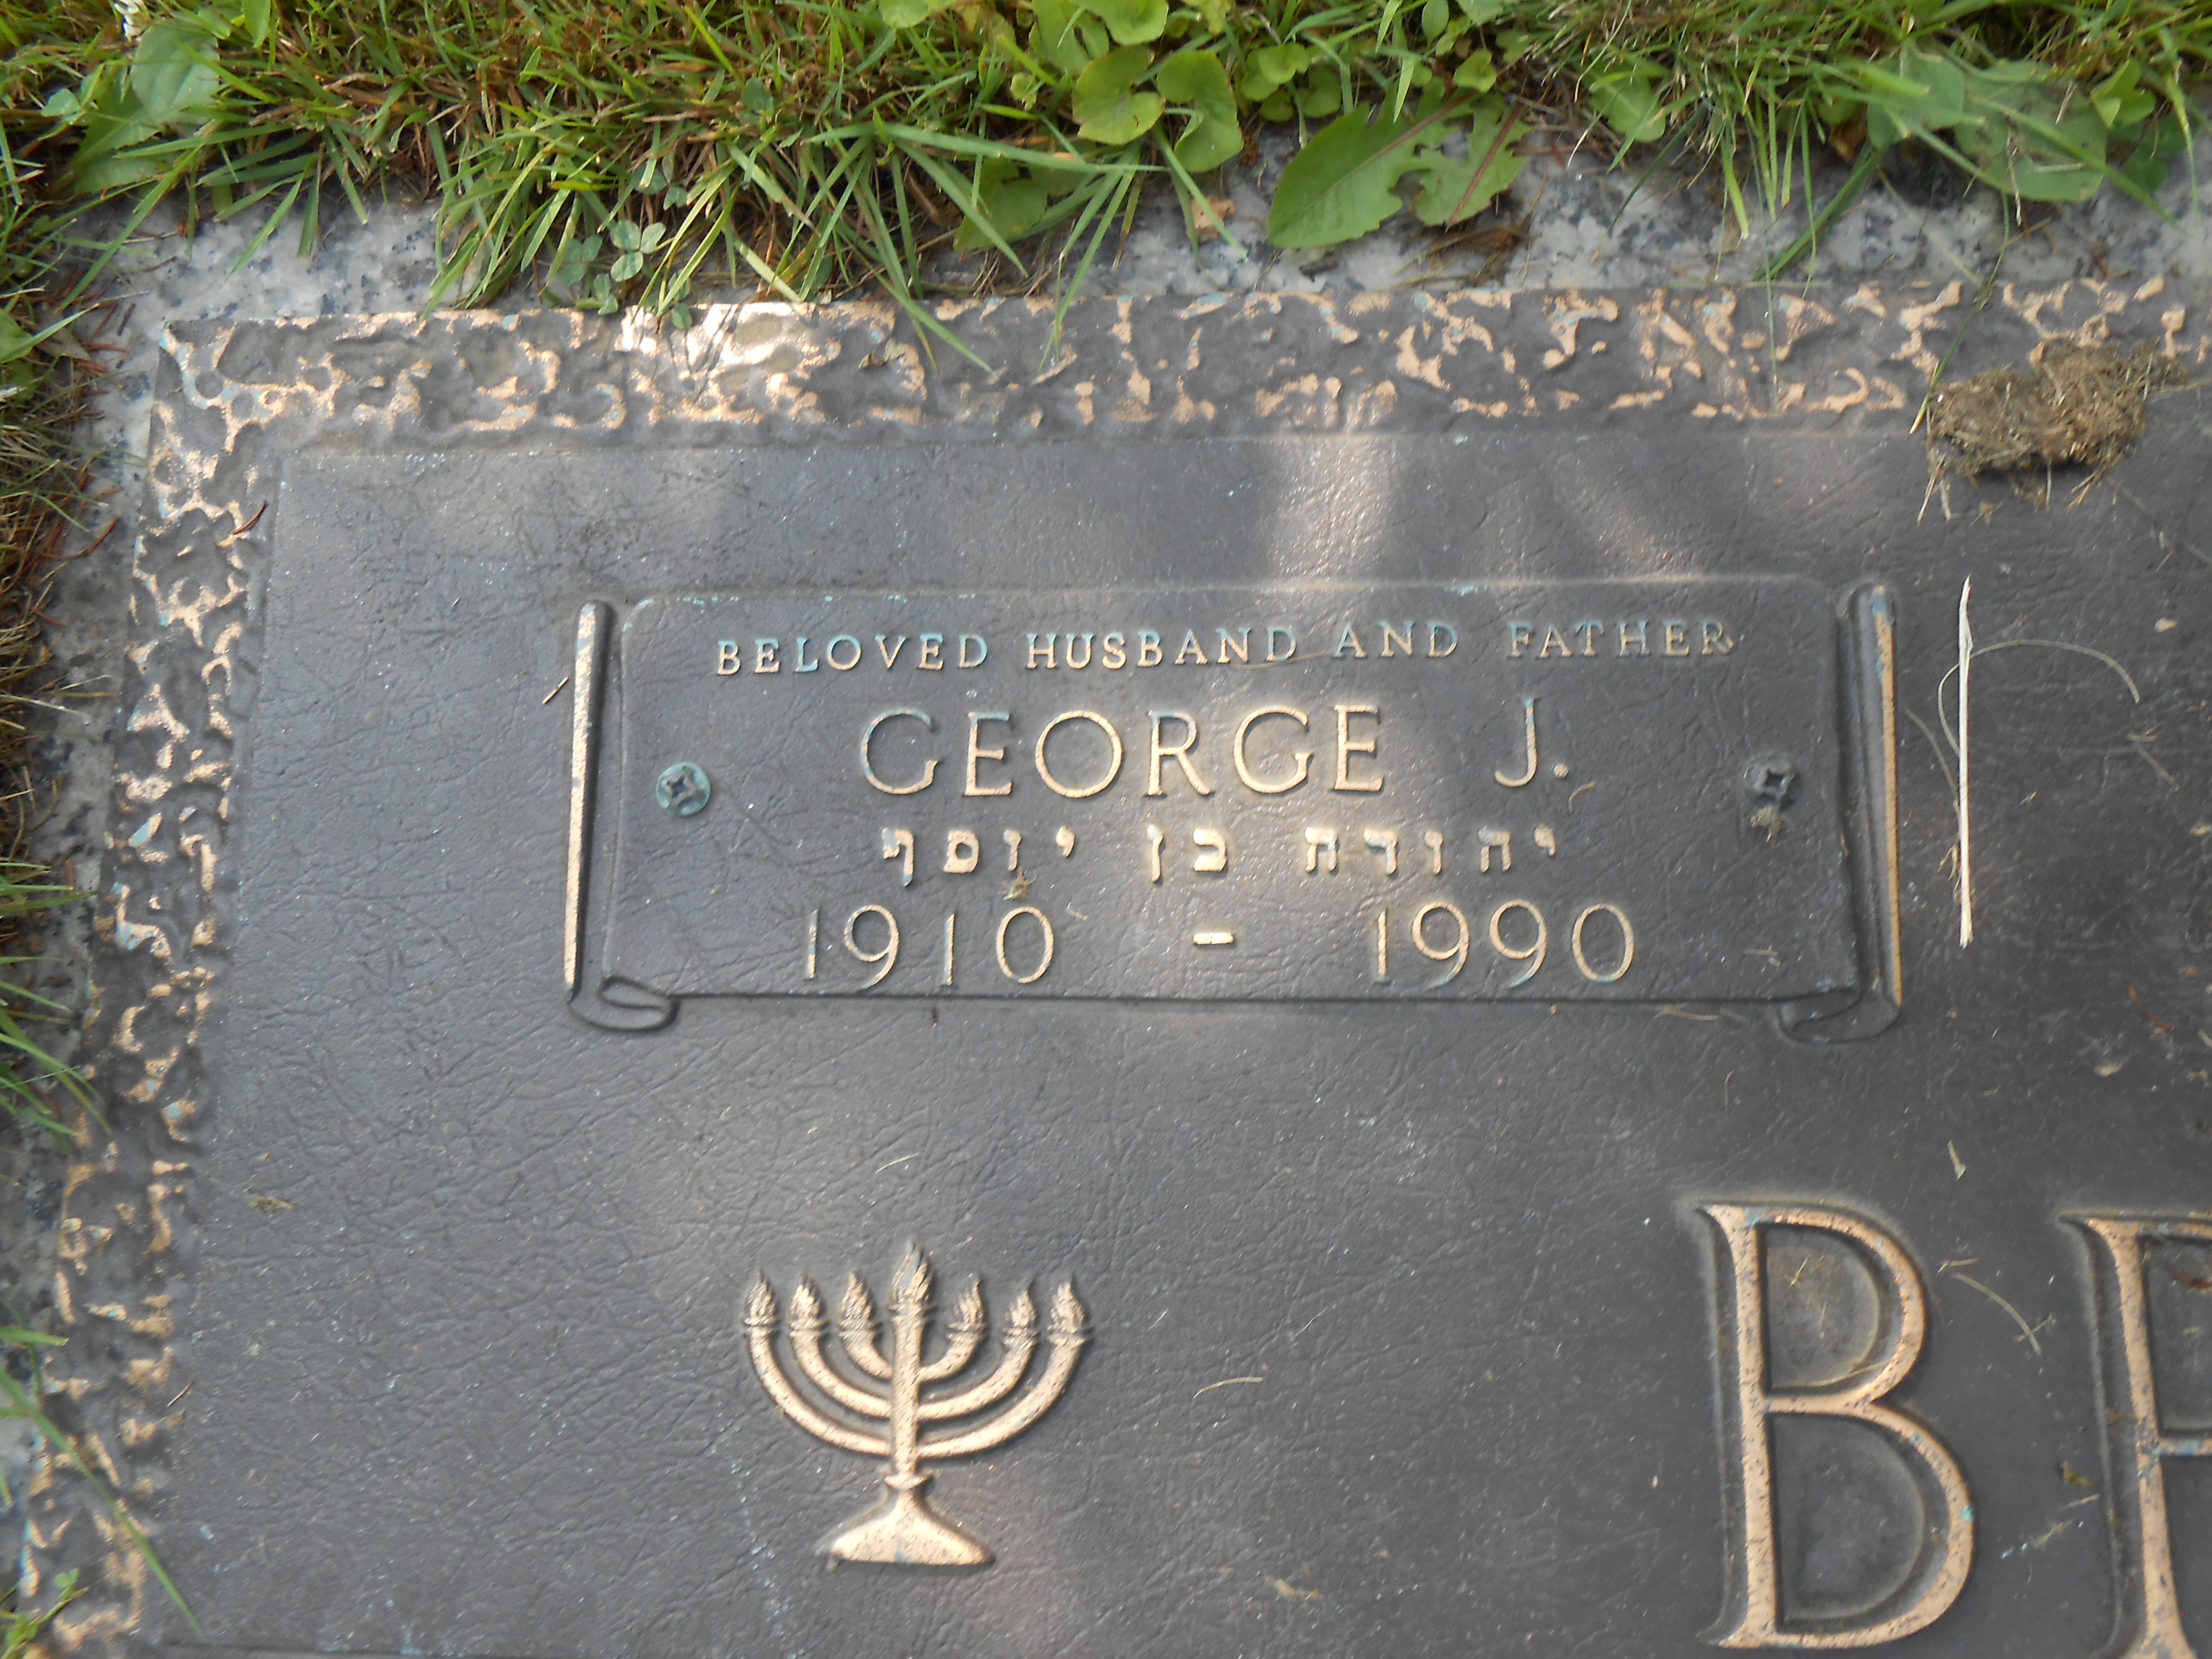 BELOVED HUSBAND AND FATHER
GEORGE J.
יהודה בן יוסף
1910 - 1990